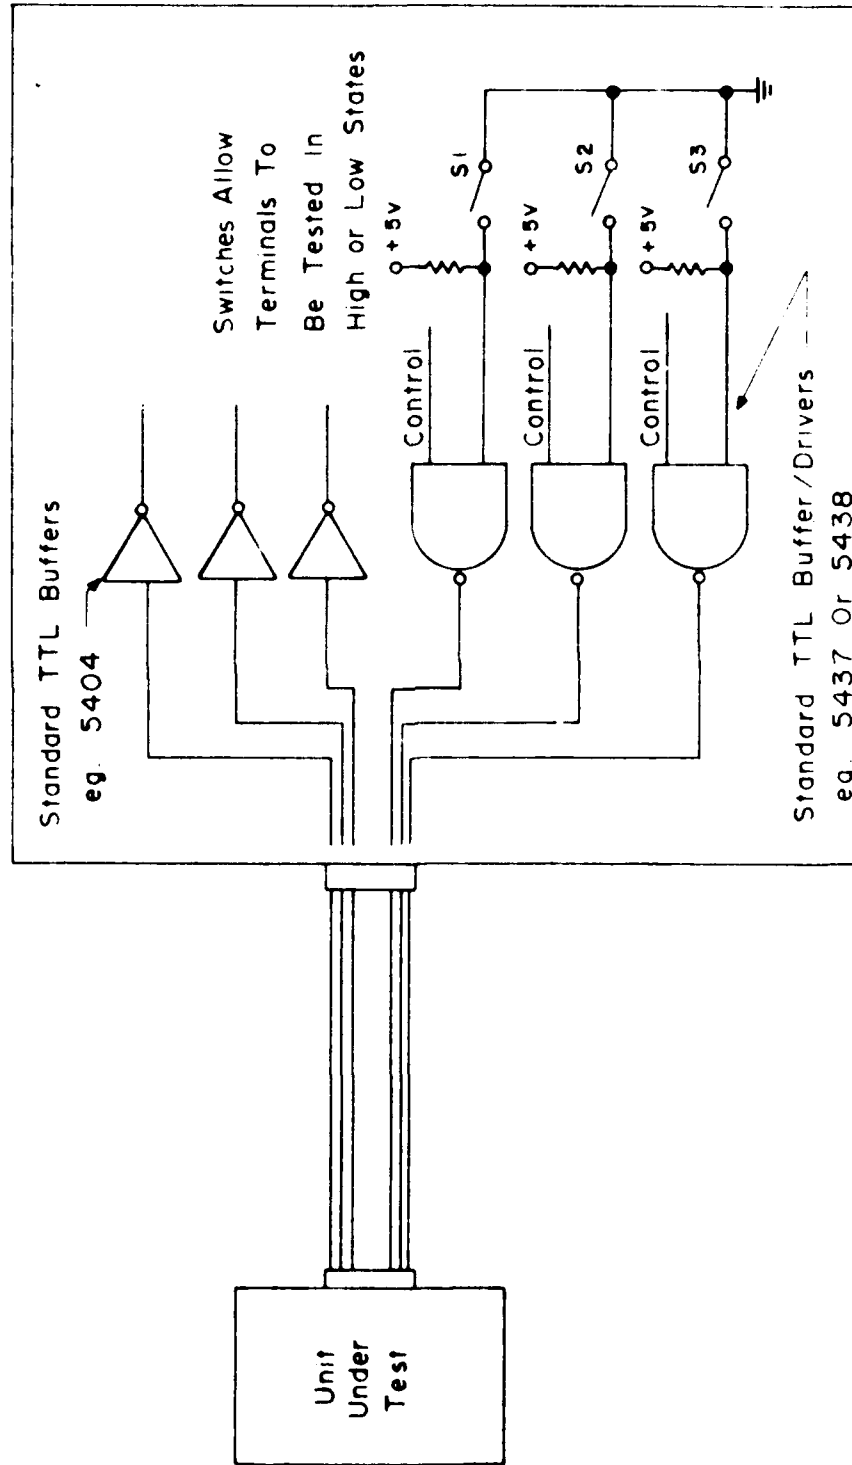 Standard TTL Buffers
eg. 5404
Switches Allow
Terminals To
Be Tested In
High or Low States
Control
+5V
S1
Control
+5V
S2
Control
+5V
S3
Unit
Under
Test
Standard TTL Buffer/Drivers
eg. 5437 Or 5438